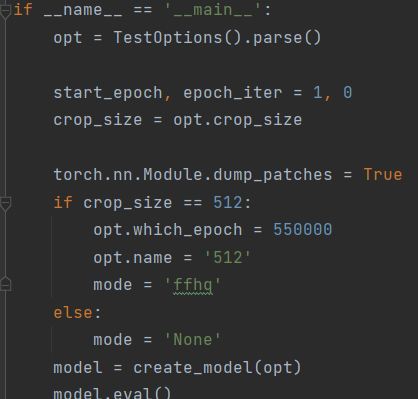 if __name__ == '__main__':
    opt = TestOptions().parse()

    start_epoch, epoch_iter = 1, 0
    crop_size = opt.crop_size

    torch.nn.Module.dump_patches = True
    if crop_size == 512:
        opt.which_epoch = 550000
        opt.name = '512'
        mode = 'ffhq'
    else:
        mode = 'None'
    model = create_model(opt)
    model.eval()